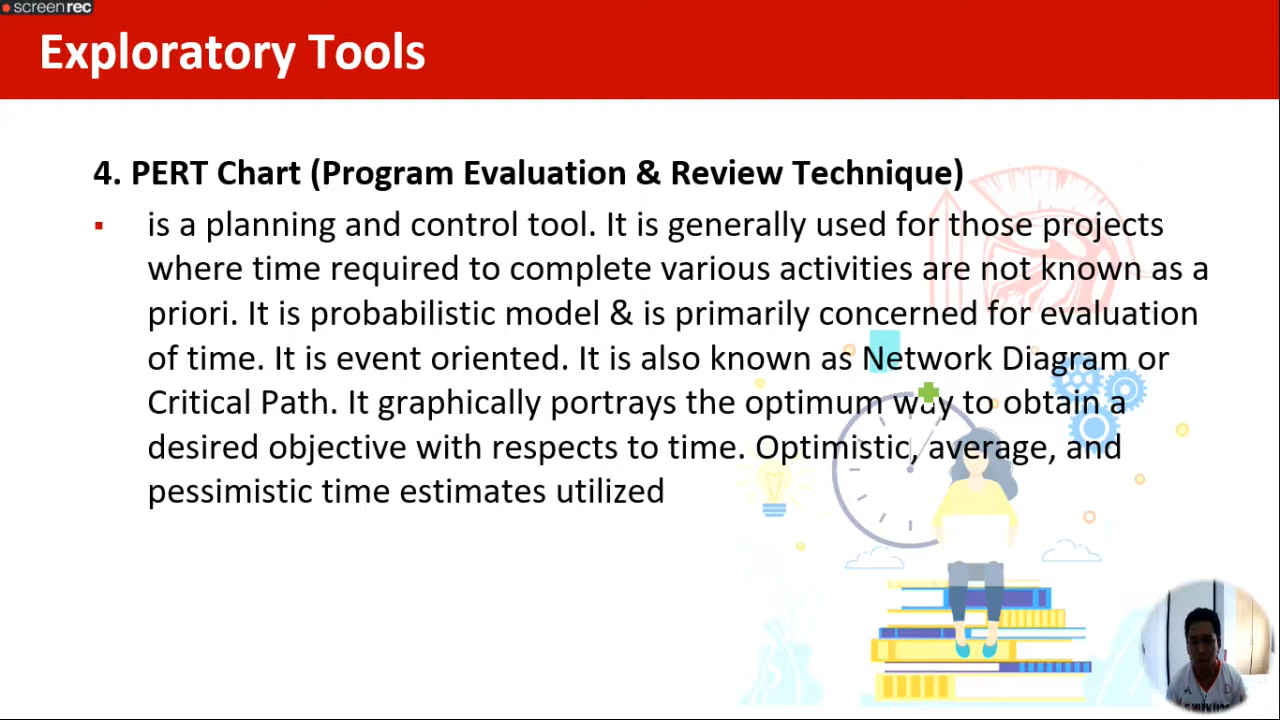 screenrec
Exploratory Tools
4. PERT Chart (Program Evaluation & Review Technique)
▪ is a planning and control tool. It is generally used for those projects
where time required to complete various activities are not known as a
priori. It is probabilistic model & is primarily concerned for evaluation
of time. It is event oriented. It is also known as Network Diagram or
Critical Path. It graphically portrays the optimum way to obtain a
desired objective with respects to time. Optimistic, average, and
pessimistic time estimates utilized